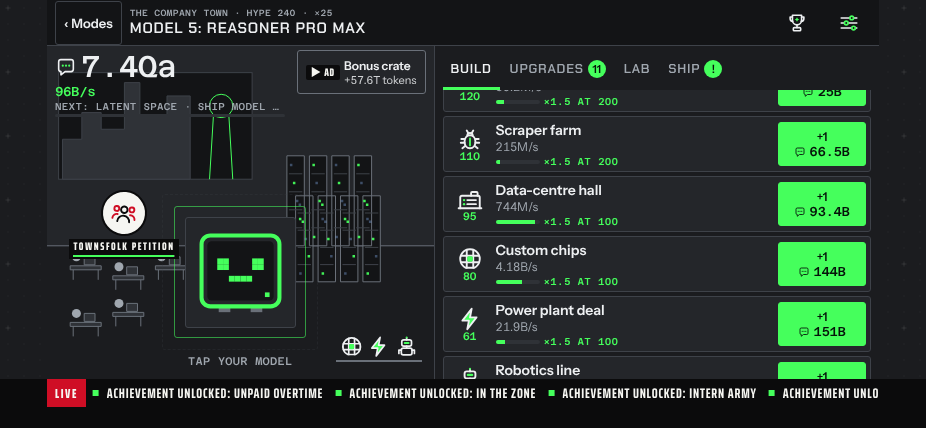 ‹ Modes
THE COMPANY TOWN · HYPE 240 · ×25
MODEL 5: REASONER PRO MAX
7.40a
96B/s
NEXT: LATENT SPACE · SHIP MODEL …
AD
Bonus crate
+57.6T tokens
TOWNSFOLK PETITION
TAP YOUR MODEL
BUILD
UPGRADES 11
LAB
SHIP !
120
×1.5 AT 200
25B
Scraper farm
215M/s
110
×1.5 AT 200
+1
66.5B
Data-centre hall
744M/s
95
×1.5 AT 100
+1
93.4B
Custom chips
4.18B/s
80
×1.5 AT 100
+1
144B
Power plant deal
21.9B/s
61
×1.5 AT 100
+1
151B
Robotics line
+1
LIVE
ACHIEVEMENT UNLOCKED: UNPAID OVERTIME
ACHIEVEMENT UNLOCKED: IN THE ZONE
ACHIEVEMENT UNLOCKED: INTERN ARMY
ACHIEVEMENT UNLO